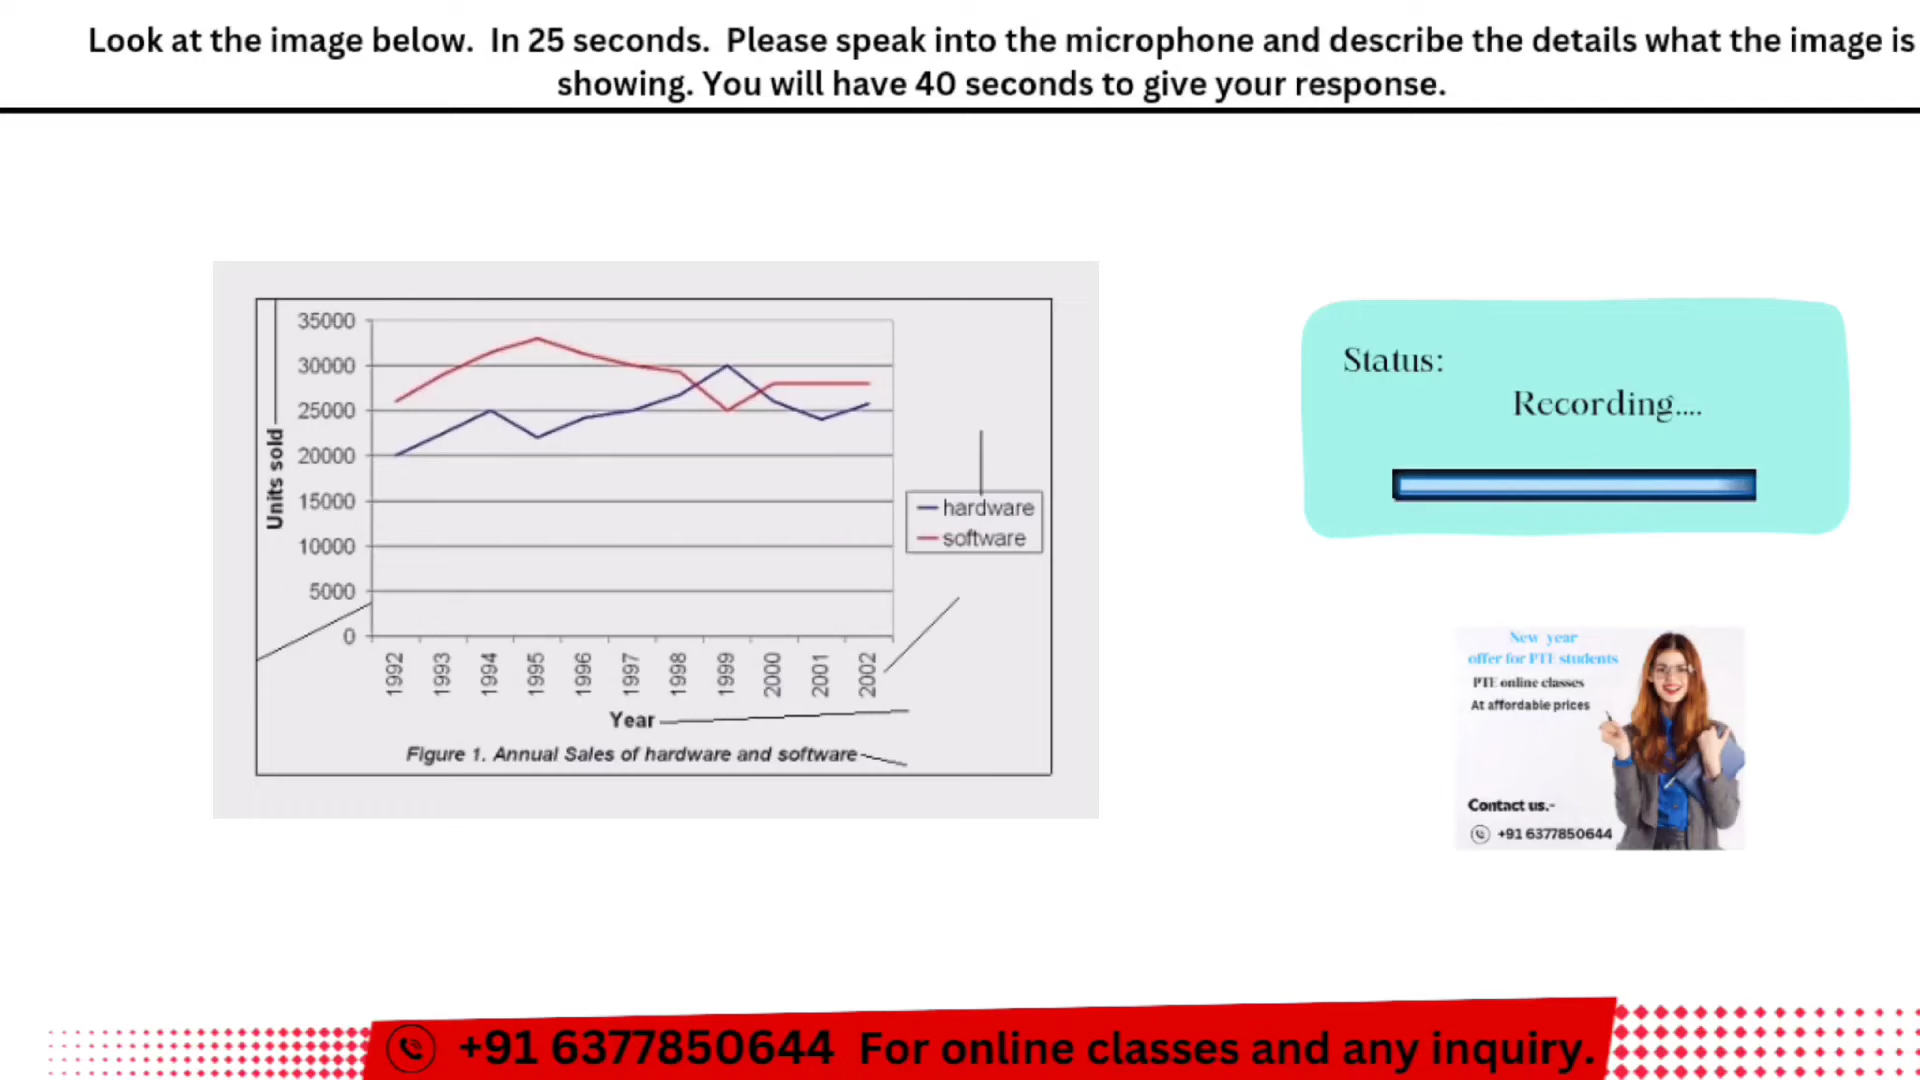 Look at the image below. In 25 seconds. Please speak into the microphone and describe the details what the image is
showing. You will have 40 seconds to give your response.
35000
30000
25000
20000
15000
10000
5000
0
Units sold
1992 1993 1994 1995 1996 1997 1998 1999 2000 2001 2002
Year
hardware
software
Figure 1. Annual Sales of hardware and software
Status:
Recording....
New year
offer for PTE students
PTE online classes
At affordable prices
Contact us.-
+91 6377850644
+91 6377850644 For online classes and any inquiry.